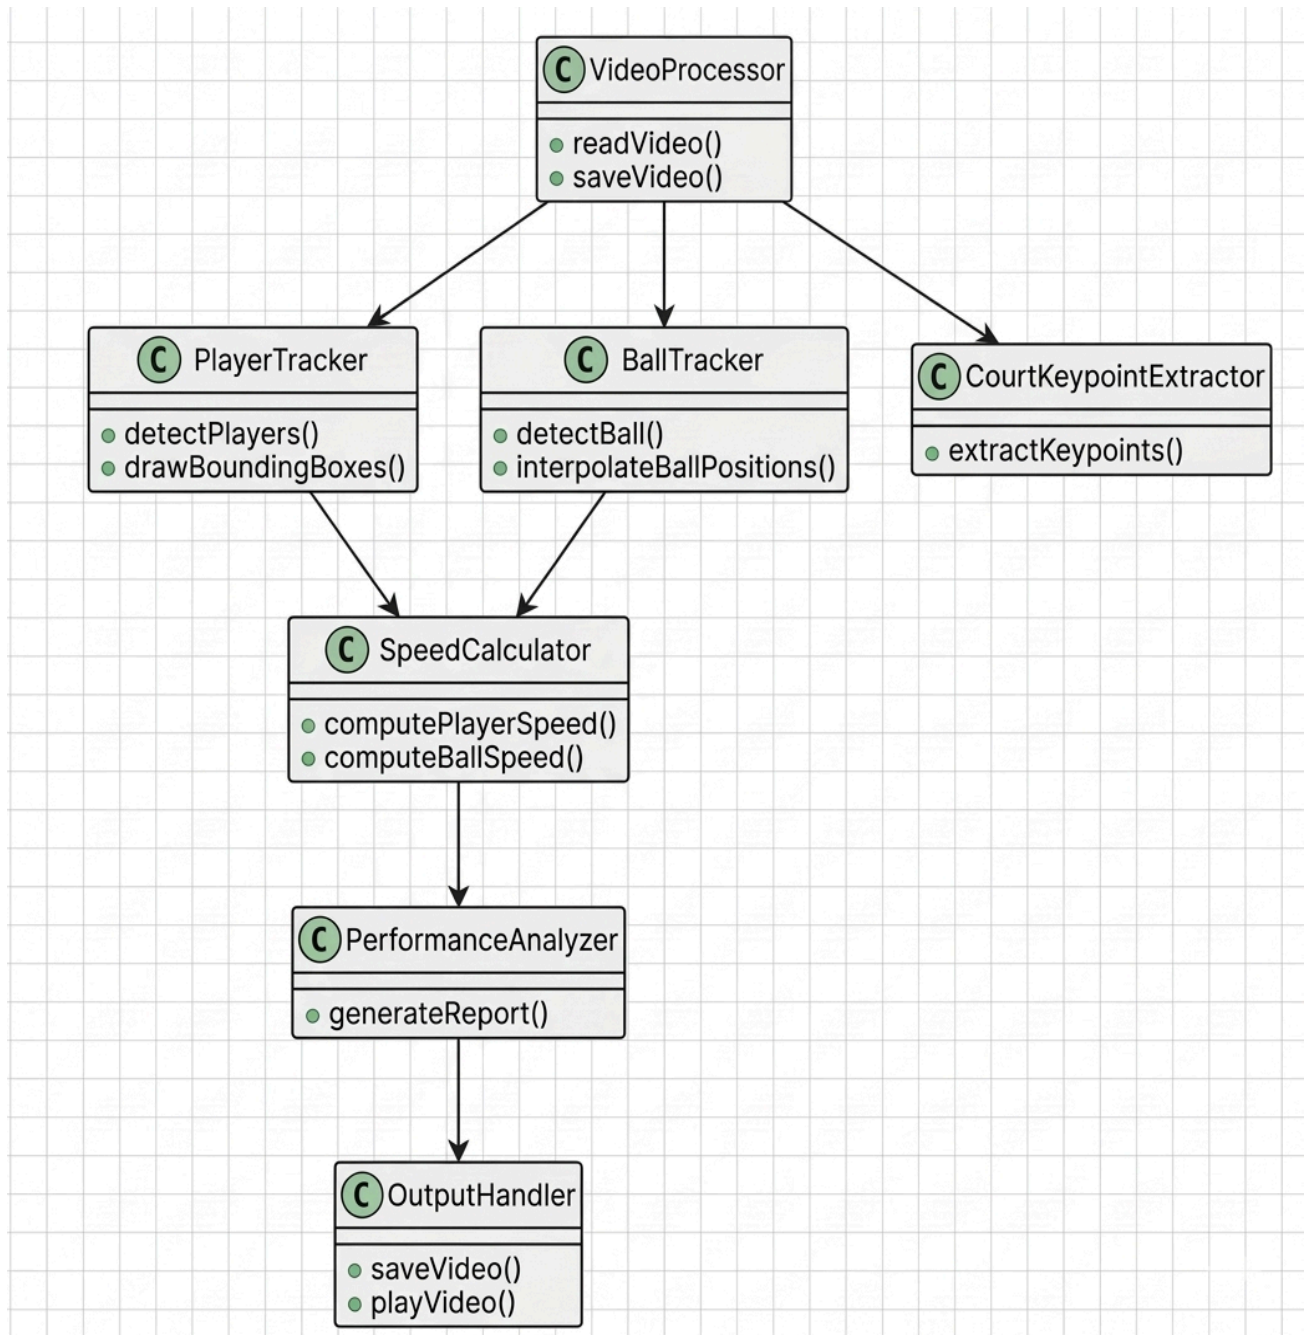 C VideoProcessor
readVideo()
saveVideo()
C PlayerTracker
detectPlayers()
drawBoundingBoxes()
C BallTracker
detectBall()
interpolateBallPositions()
C CourtKeypointExtractor
extractKeypoints()
C SpeedCalculator
computePlayerSpeed()
computeBallSpeed()
C PerformanceAnalyzer
generateReport()
C OutputHandler
saveVideo()
playVideo()